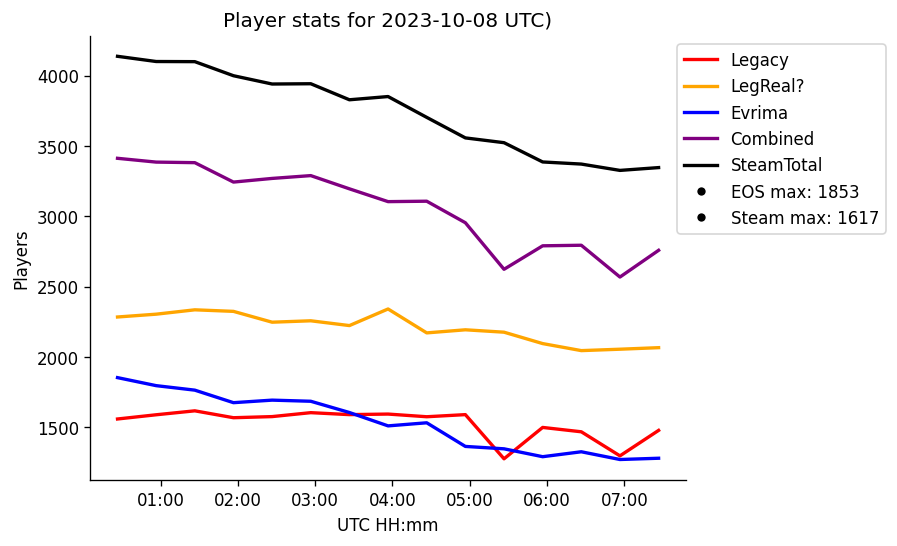 Player stats for 2023-10-08 UTC)
Legacy
LegReal?
Evrima
Combined
SteamTotal
EOS max: 1853
Steam max: 1617
Players
4000
3500
3000
2500
2000
1500
01:00 02:00 03:00 04:00 05:00 06:00 07:00
UTC HH:mm